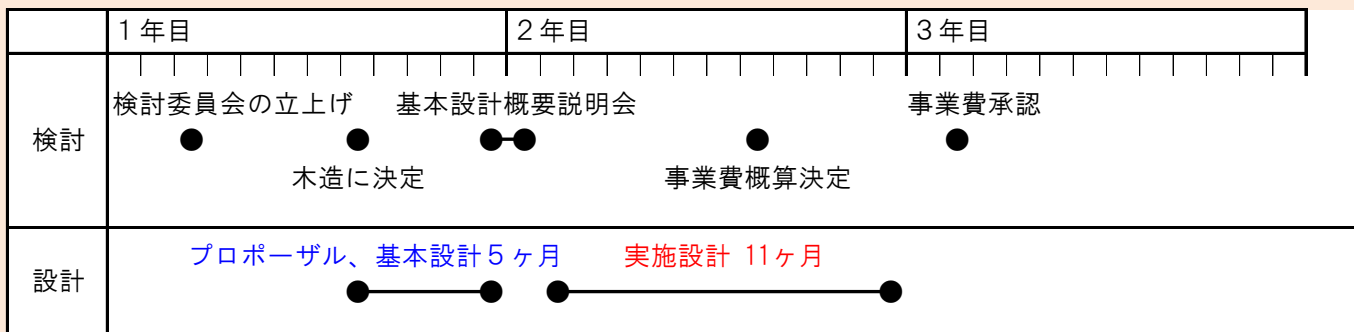 １年目
２年目
３年目
検討
検討委員会の立上げ
基本設計概要説明会
事業費承認
木造に決定
事業費概算決定
設計
プロポーザル、基本設計５ヶ月
実施設計 11ヶ月